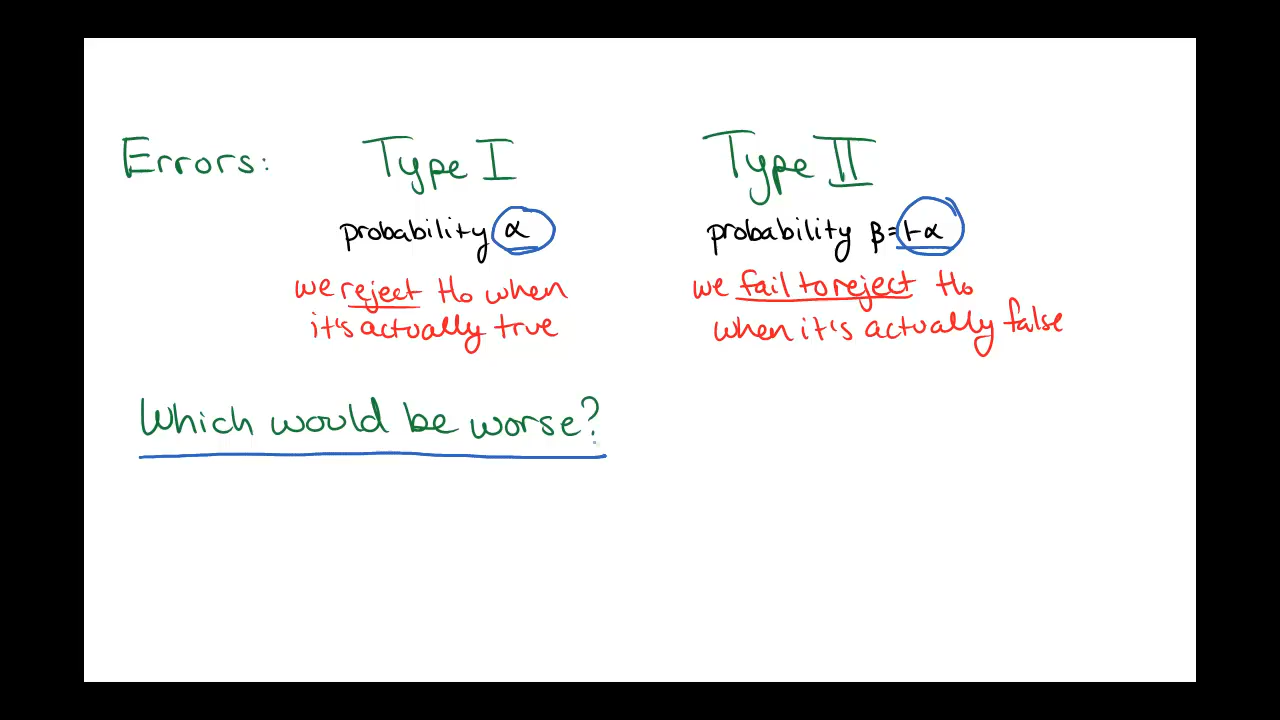 Errors: Type I Type II
probability α probability β=1-α
we reject Ho when we fail to reject Ho
it's actually true when it's actually false
Which would be worse?